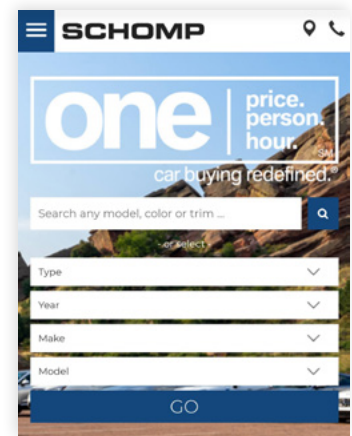 SCHOMP
one
price.
person.
hour.
SM
car buying redefined.®
Search any model, color or trim ...
- or select -
Type
Year
Make
Model
GO